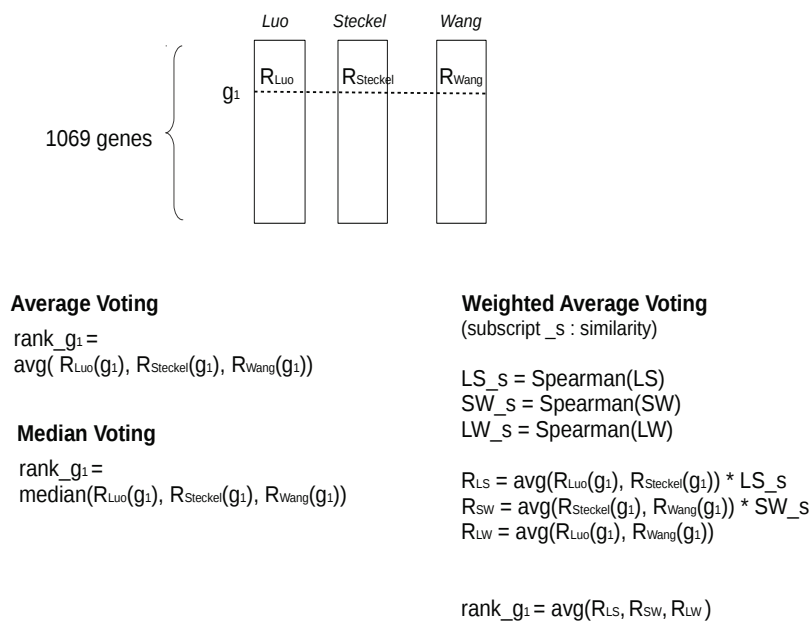 Luo Steckel Wang
RLuo RSteckel RWang
g1
1069 genes
Average Voting
rank_g1 =
avg( RLuo(g1), RSteckel(g1), RWang(g1))
Median Voting
rank_g1 =
median(RLuo(g1), RSteckel(g1), RWang(g1))
Weighted Average Voting
(subscript _s : similarity)
LS_s = Spearman(LS)
SW_s = Spearman(SW)
LW_s = Spearman(LW)
RLS = avg(RLuo(g1), RSteckel(g1)) * LS_s
RSW = avg(RSteckel(g1), RWang(g1)) * SW_s
RLW = avg(RLuo(g1), RWang(g1))
rank_g1 = avg(RLS, RSW, RLW )